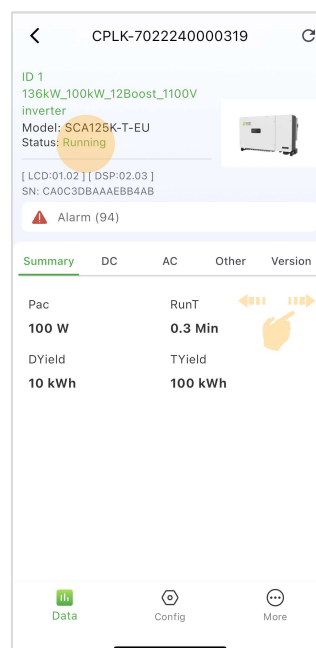 CPLK-7022240000319
ID 1
136kW_100kW_12Boost_1100V
inverter
Model: SCA125K-T-EU
Status: Running
[ LCD:01.02 ] [ DSP:02.03 ]
SN: CA0C3DBAAAEBB4AB
Alarm (94)
Summary DC AC Other Version
Pac RunT
100 W 0.3 Min
DYield TYield
10 kWh 100 kWh
Data Config More